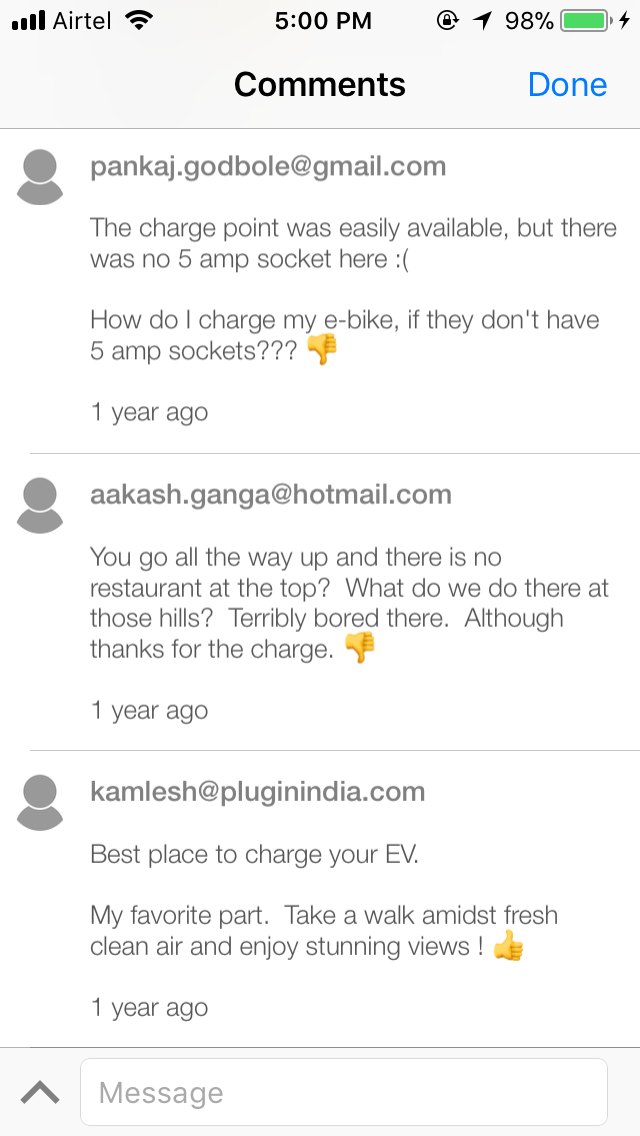 Airtel 5:00 PM 98%
Comments Done
pankaj.godbole@gmail.com
The charge point was easily available, but there
was no 5 amp socket here :(
How do I charge my e-bike, if they don't have
5 amp sockets??? 👎
1 year ago
aakash.ganga@hotmail.com
You go all the way up and there is no
restaurant at the top?  What do we do there at
those hills?  Terribly bored there.  Although
thanks for the charge. 👎
1 year ago
kamlesh@pluginindia.com
Best place to charge your EV.
My favorite part.  Take a walk amidst fresh
clean air and enjoy stunning views ! 👍
1 year ago
Message